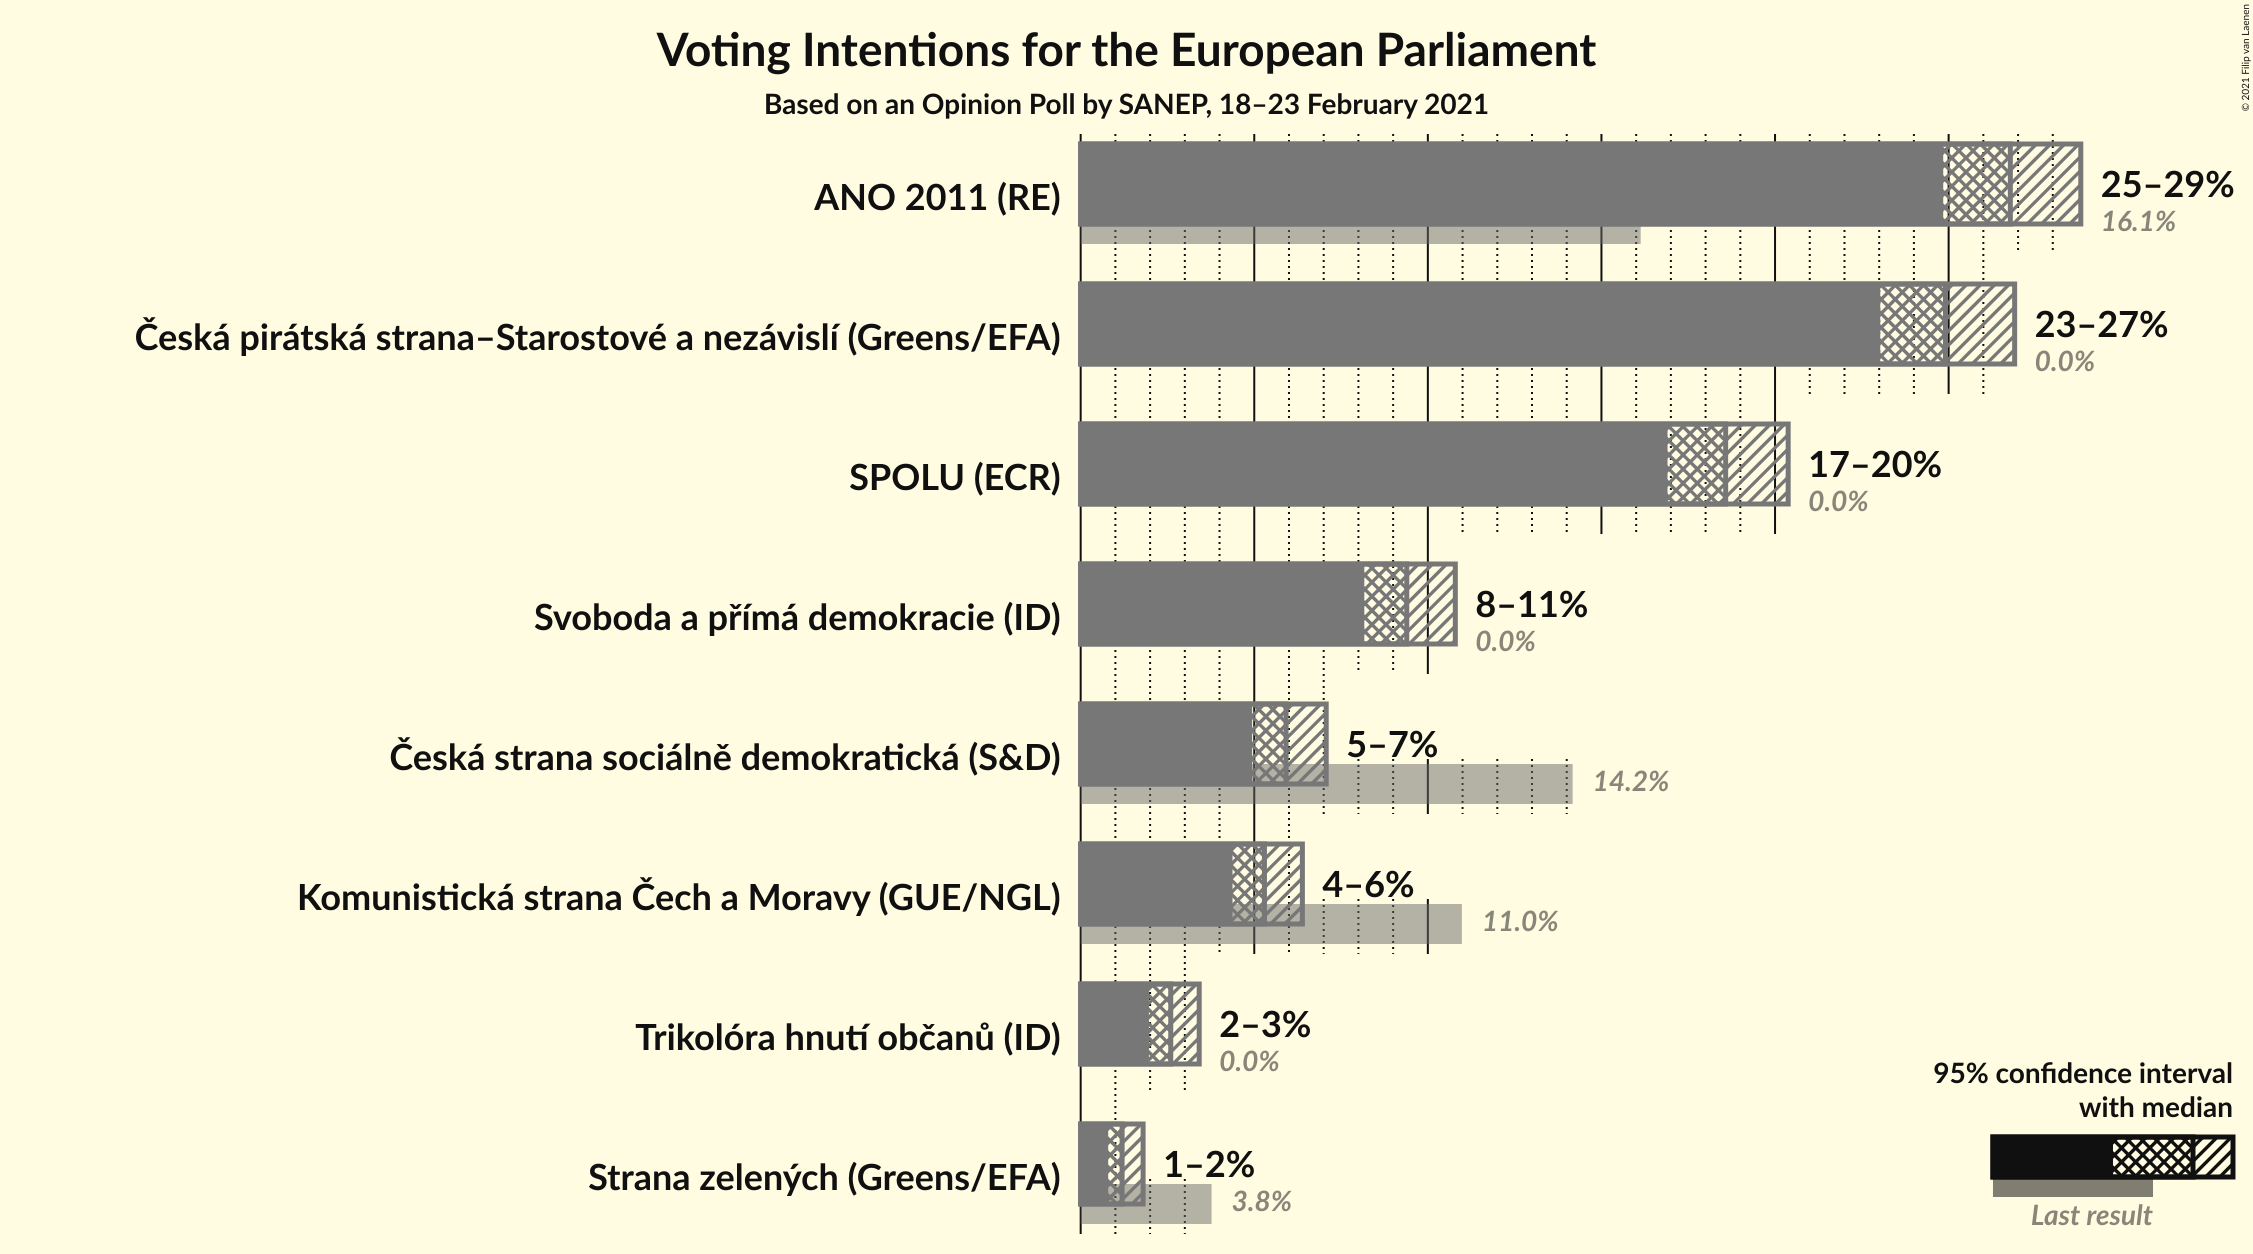 Voting Intentions for the European Parliament
Based on an Opinion Poll by SANEP, 18–23 February 2021
© 2021 Filip van Laenen
ANO 2011 (RE)
25–29%
16.1%
Česká pirátská strana–Starostové a nezávislí (Greens/EFA)
23–27%
0.0%
SPOLU (ECR)
17–20%
0.0%
Svoboda a přímá demokracie (ID)
8–11%
0.0%
Česká strana sociálně demokratická (S&D)
5–7%
14.2%
Komunistická strana Čech a Moravy (GUE/NGL)
4–6%
11.0%
Trikolóra hnutí občanů (ID)
2–3%
0.0%
Strana zelených (Greens/EFA)
1–2%
3.8%
95% confidence interval
with median
Last result